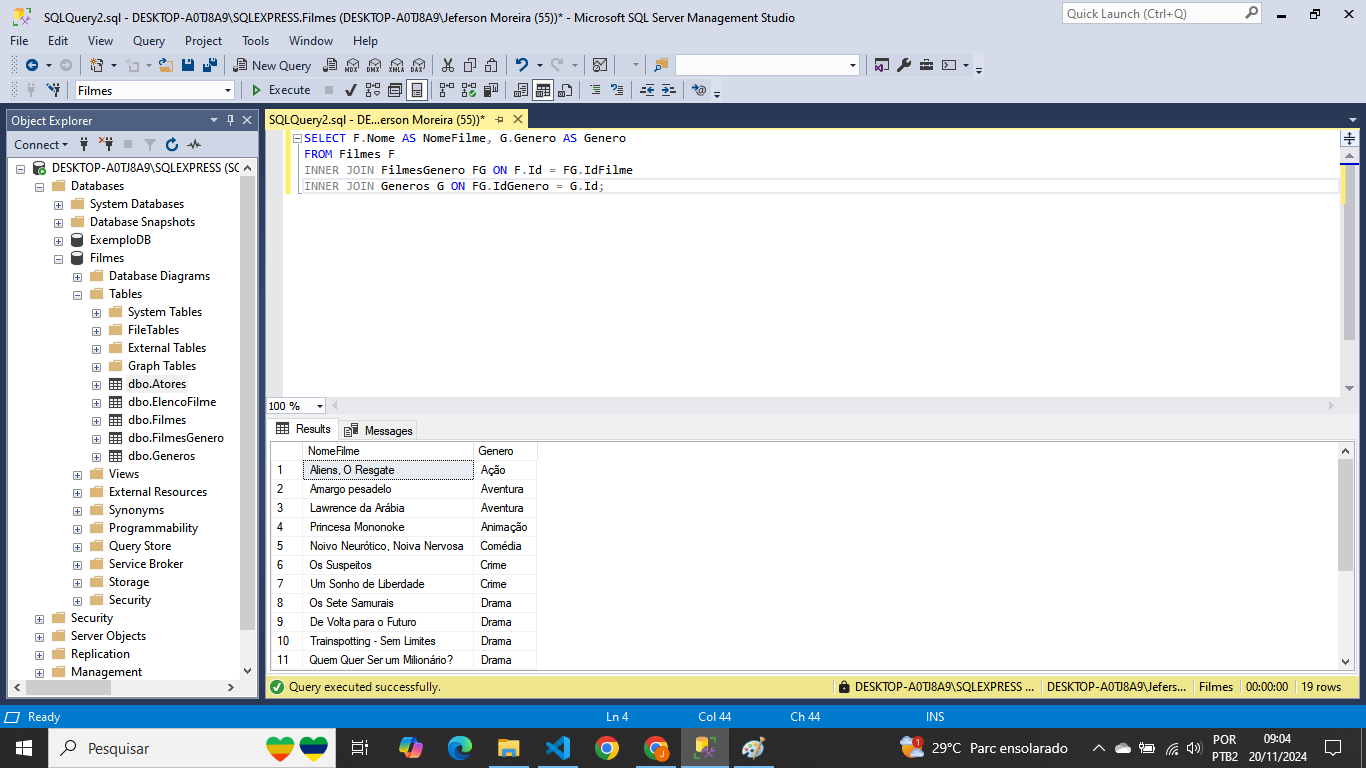 SQLQuery2.sql - DESKTOP-A0TJ8A9\SQLEXPRESS.Filmes (DESKTOP-A0TJ8A9\Jeferson Moreira (55))* - Microsoft SQL Server Management Studio
Quick Launch (Ctrl+Q)
File Edit View Query Project Tools Window Help
New Query MDX DMX XMLA DAX
Filmes Execute
Object Explorer
SQLQuery2.sql - DE...erson Moreira (55))*
Connect
DESKTOP-A0TJ8A9\SQLEXPRESS (SQ
Databases
System Databases
Database Snapshots
ExemploDB
Filmes
Database Diagrams
Tables
System Tables
FileTables
External Tables
Graph Tables
dbo.Atores
dbo.ElencoFilme
dbo.Filmes
dbo.FilmesGenero
dbo.Generos
Views
External Resources
Synonyms
Programmability
Query Store
Service Broker
Storage
Security
Security
Server Objects
Replication
Management
SELECT F.Nome AS NomeFilme, G.Genero AS Genero
FROM Filmes F
INNER JOIN FilmesGenero FG ON F.Id = FG.IdFilme
INNER JOIN Generos G ON FG.IdGenero = G.Id;
100 %
Results Messages
NomeFilme Genero
1 Aliens, O Resgate Ação
2 Amargo pesadelo Aventura
3 Lawrence da Arábia Aventura
4 Princesa Mononoke Animação
5 Noivo Neurótico, Noiva Nervosa Comédia
6 Os Suspeitos Crime
7 Um Sonho de Liberdade Crime
8 Os Sete Samurais Drama
9 De Volta para o Futuro Drama
10 Trainspotting - Sem Limites Drama
11 Quem Quer Ser um Milionário? Drama
Query executed successfully. DESKTOP-A0TJ8A9\SQLEXPRESS ... DESKTOP-A0TJ8A9\Jefers... Filmes 00:00:00 19 rows
Ready Ln 4 Col 44 Ch 44 INS
Pesquisar
1 29°C Parc ensolarado
POR
PTB2
09:04
20/11/2024